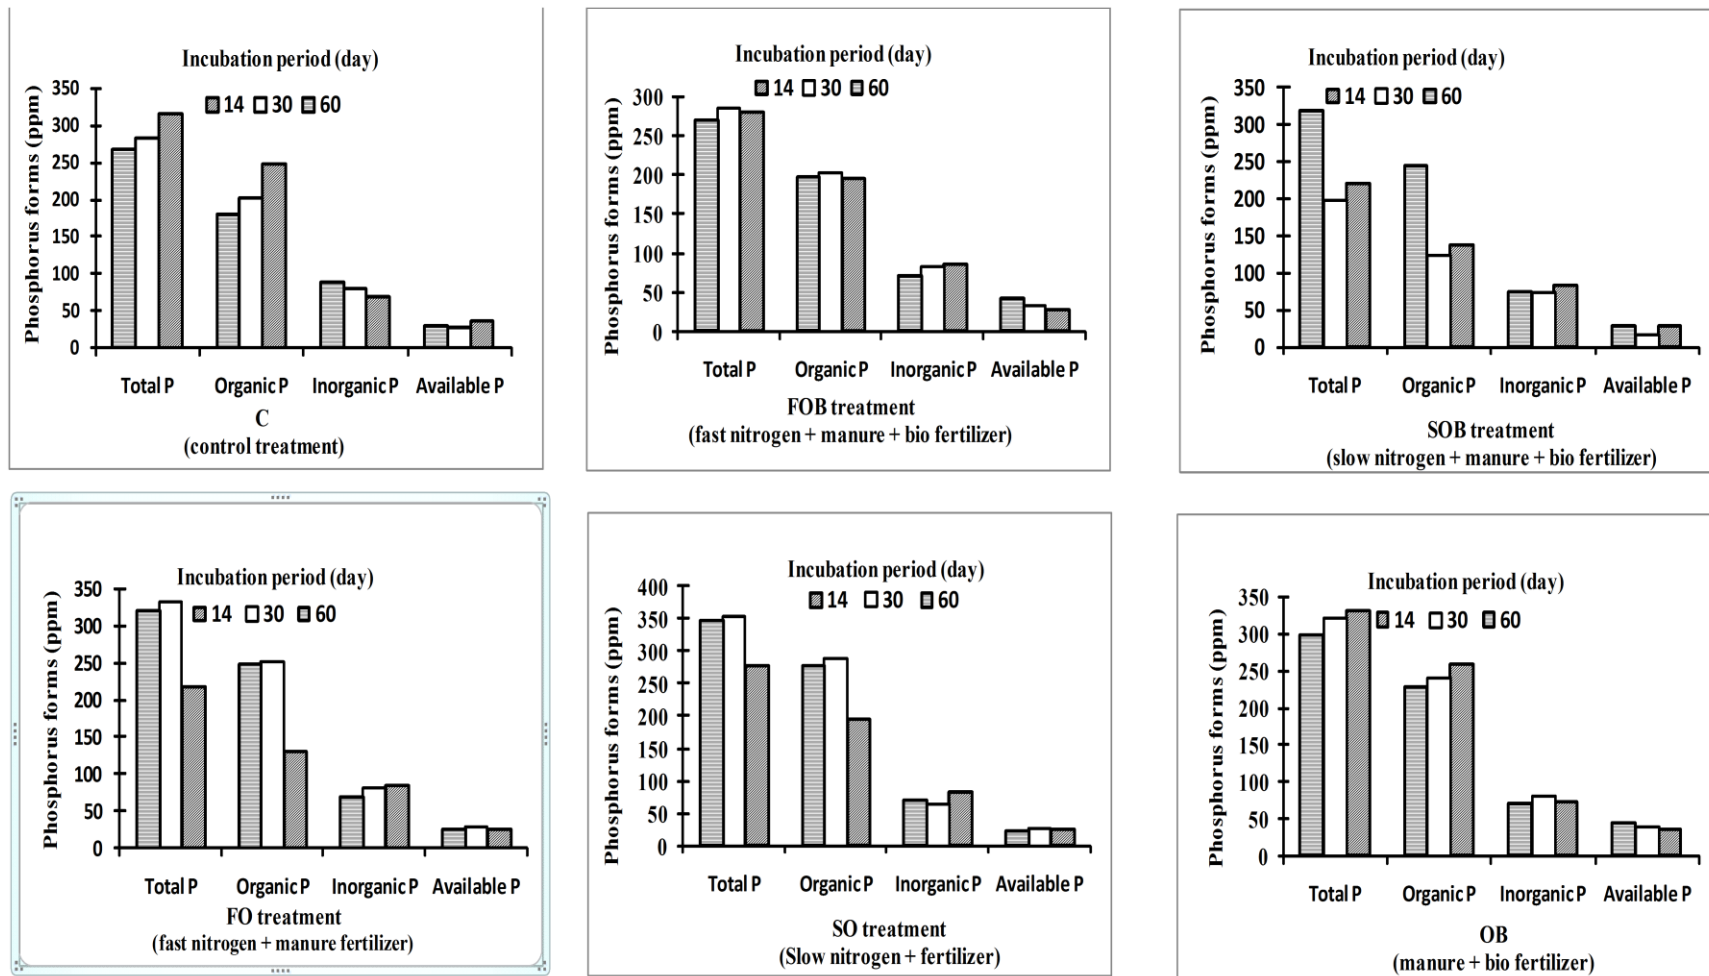 Incubation period (day)
14 30 60
Phosphorus forms (ppm)
350
300
250
200
150
100
50
0
Total P Organic P Inorganic P Available P
C
(control treatment)
Incubation period (day)
14 30 60
Phosphorus forms (ppm)
300
250
200
150
100
50
0
Total P Organic P Inorganic P Available P
FOB treatment
(fast nitrogen + manure + bio fertilizer)
Incubation period (day)
14 30 60
Phosphorus forms (ppm)
350
300
250
200
150
100
50
0
Total P Organic P Inorganic P Available P
SOB treatment
(slow nitrogen + manure + bio fertilizer)
Incubation period (day)
14 30 60
Phosphorus forms (ppm)
350
300
250
200
150
100
50
0
Total P Organic P Inorganic P Available P
FO treatment
(fast nitrogen + manure fertilizer)
Incubation period (day)
14 30 60
Phosphorus forms (ppm)
400
350
300
250
200
150
100
50
0
Total P Organic P Inorganic P Available P
SO treatment
(Slow nitrogen + fertilizer)
Incubation period (day)
14 30 60
Phosphorus forms (ppm)
350
300
250
200
150
100
50
0
Total P Organic P Inorganic P Available P
OB
(manure + bio fertilizer)